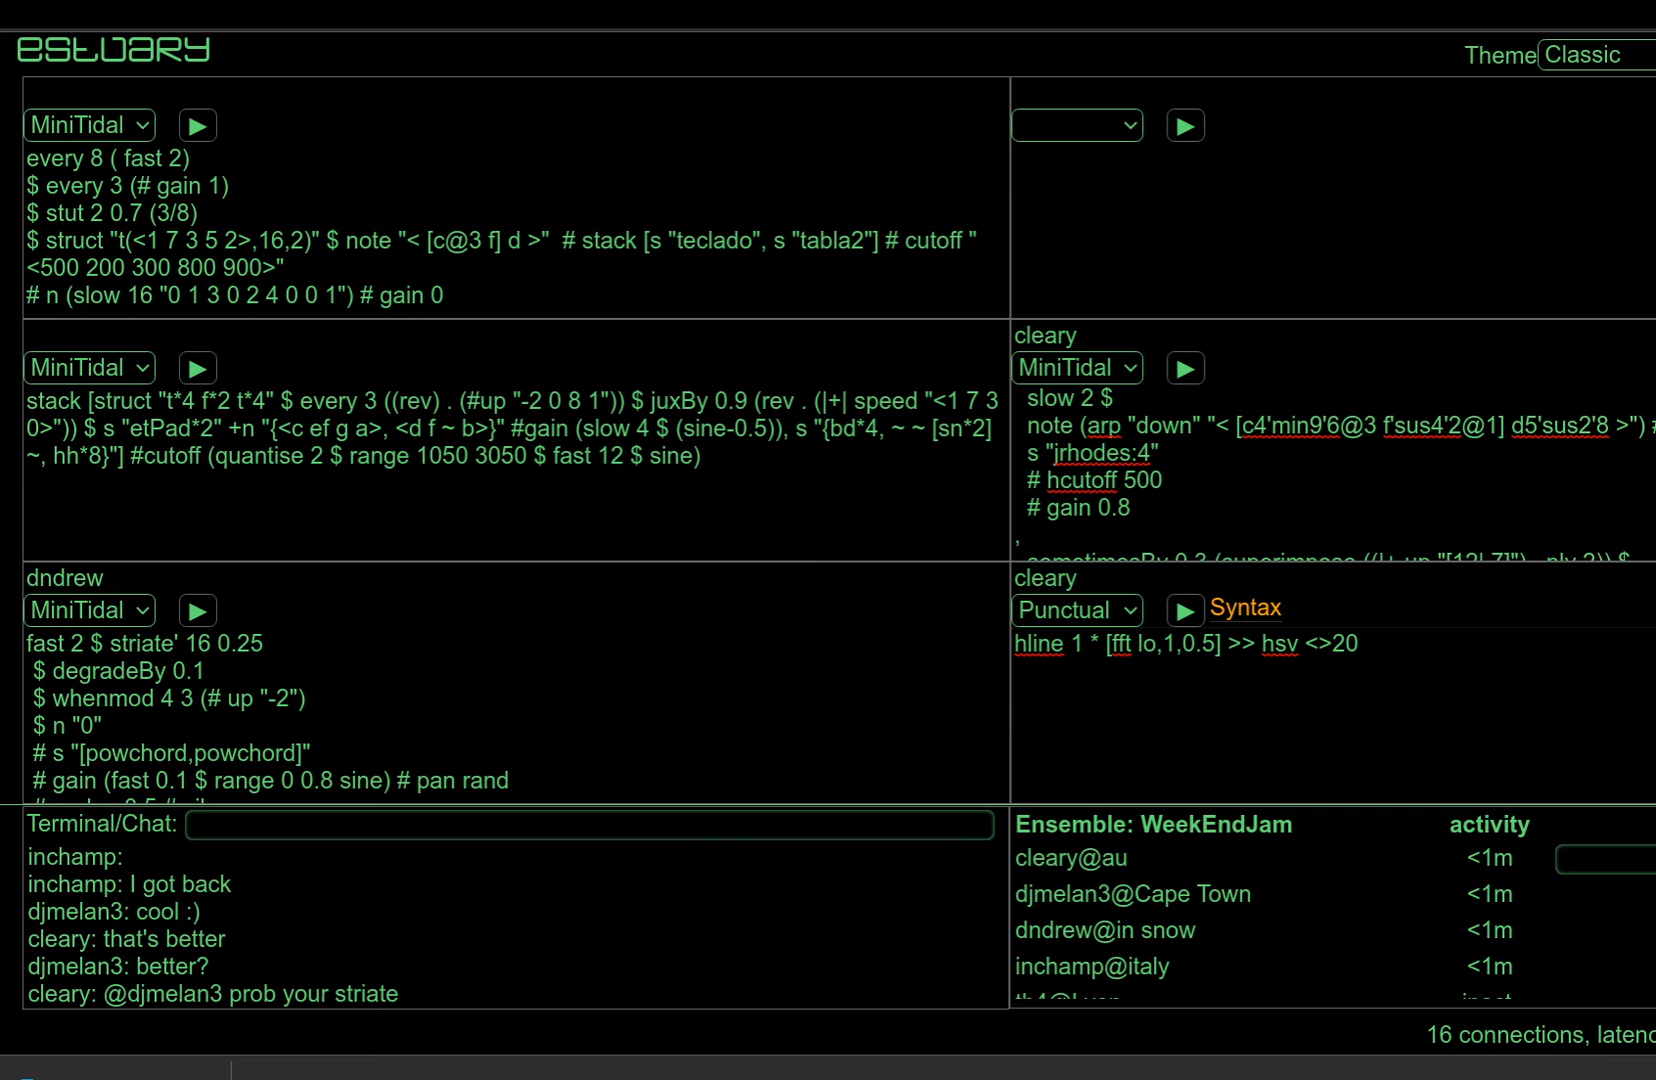 estuary
Theme Classic
MiniTidal
every 8 ( fast 2)
$ every 3 (# gain 1)
$ stut 2 0.7 (3/8)
$ struct "t(<1 7 3 5 2>,16,2)" $ note "< [c@3 f] d >"  # stack [s "teclado", s "tabla2"] # cutoff "
<500 200 300 800 900>"
# n (slow 16 "0 1 3 0 2 4 0 0 1") # gain 0
MiniTidal
stack [struct "t*4 f*2 t*4" $ every 3 ((rev) . (#up "-2 0 8 1")) $ juxBy 0.9 (rev . (|+| speed "<1 7 3
0>")) $ s "etPad*2" +n "{<c ef g a>, <d f ~ b>}" #gain (slow 4 $ (sine-0.5)), s "{bd*4, ~ ~ [sn*2]
~, hh*8}"] #cutoff (quantise 2 $ range 1050 3050 $ fast 12 $ sine)
cleary
MiniTidal
slow 2 $
note (arp "down" "< [c4'min9'6@3 f'sus4'2@1] d5'sus2'8 >") #
s "jrhodes:4"
# hcutoff 500
# gain 0.8
,
sometimesBy 0.3 (superimpose ((|+ up "[12| 7]") . ply 2)) $
dndrew
MiniTidal
fast 2 $ striate' 16 0.25
$ degradeBy 0.1
$ whenmod 4 3 (# up "-2")
$ n "0"
# s "[powchord,powchord]"
# gain (fast 0.1 $ range 0 0.8 sine) # pan rand
cleary
Punctual Syntax
hline 1 * [fft lo,1,0.5] >> hsv <>20
Terminal/Chat:
inchamp:
inchamp: I got back
djmelan3: cool :)
cleary: that's better
djmelan3: better?
cleary: @djmelan3 prob your striate
Ensemble: WeekEndJam activity
cleary@au <1m
djmelan3@Cape Town <1m
dndrew@in snow <1m
inchamp@italy <1m
16 connections,